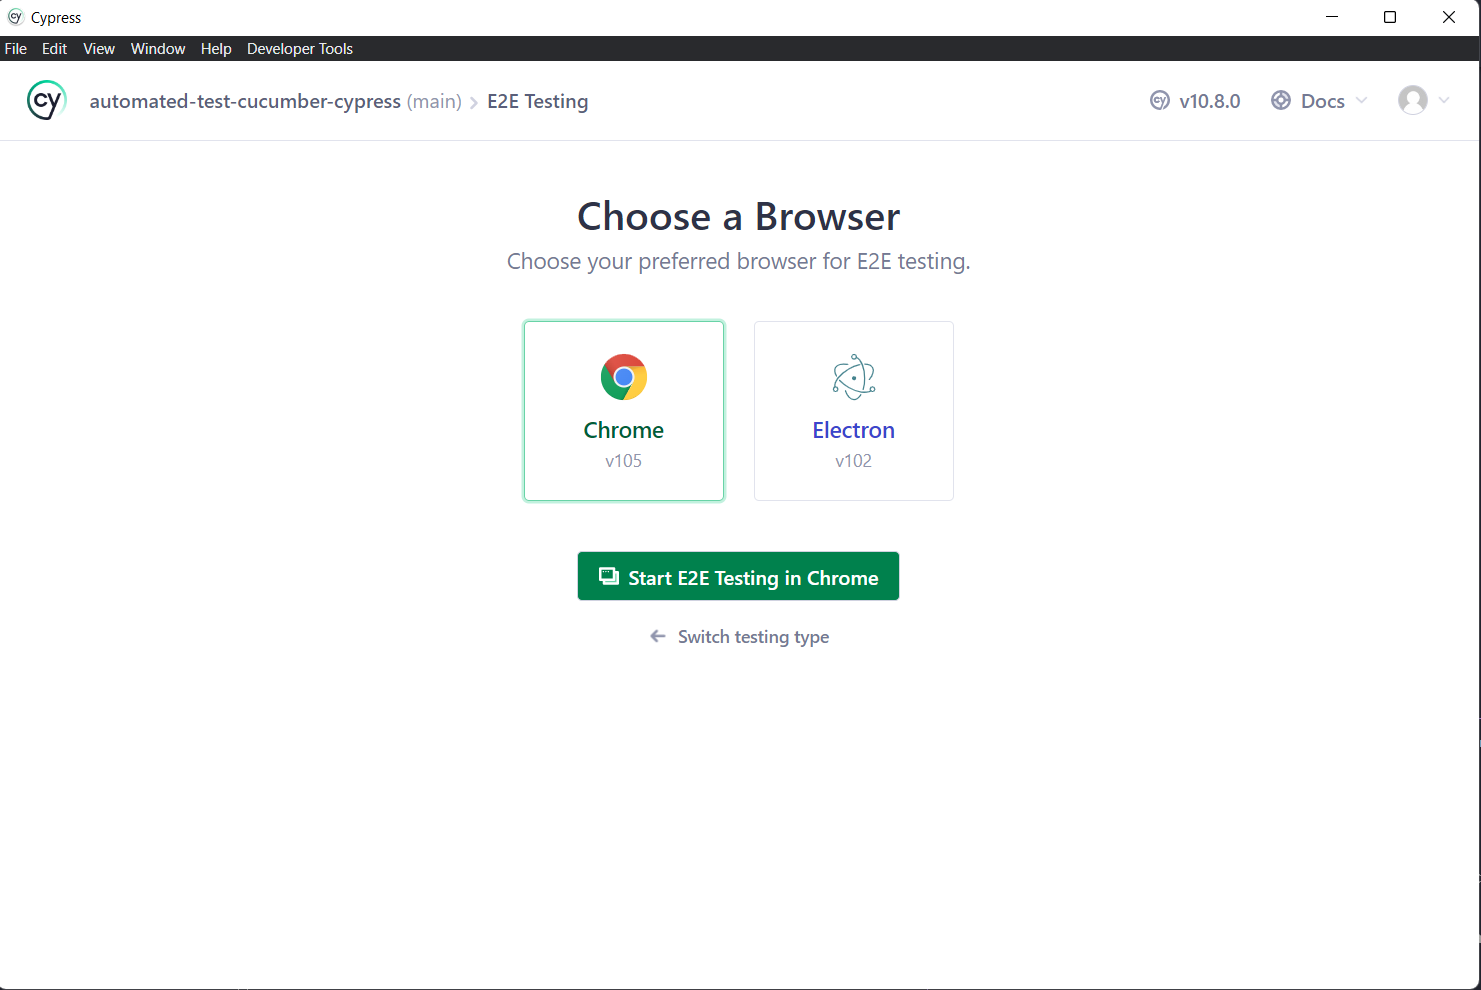 cy Cypress
File Edit View Window Help Developer Tools
cy automated-test-cucumber-cypress (main) E2E Testing cy v10.8.0 Docs
Choose a Browser
Choose your preferred browser for E2E testing.
Chrome
v105
Electron
v102
Start E2E Testing in Chrome
Switch testing type